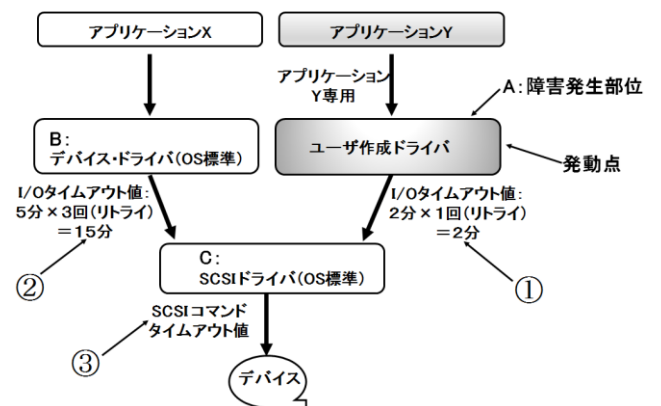 アプリケーションX
アプリケーションY
アプリケーション
Y専用
A:障害発生部位
B:
デバイス・ドライバ(OS標準)
ユーザ作成ドライバ
発動点
I/Oタイムアウト値:
5分×3回(リトライ)
=15分
I/Oタイムアウト値:
2分×1回(リトライ)
=2分
②
C:
SCSIドライバ(OS標準)
①
SCSIコマンド
タイムアウト値
③
デバイス